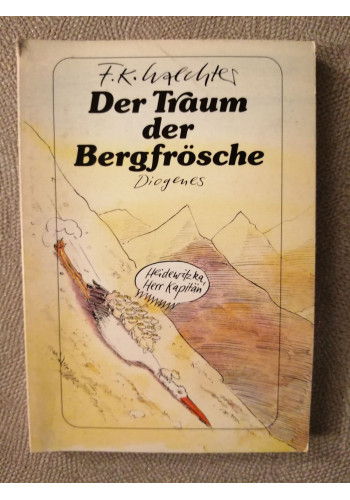 F.K. Waechter
Der Traum
der
Bergfrösche
Diogenes
Heidewitzka,
Herr Kapitän